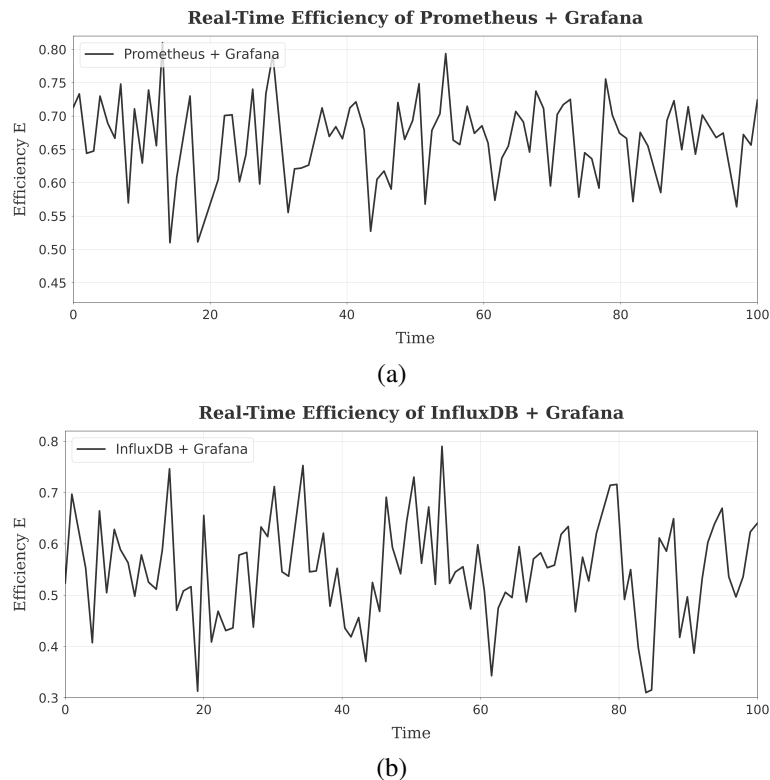 Real-Time Efficiency of Prometheus + Grafana
Prometheus + Grafana
Efficiency E
0.80
0.75
0.70
0.65
0.60
0.55
0.50
0.45
0 20 40 60 80 100
Time
(a)
Real-Time Efficiency of InfluxDB + Grafana
InfluxDB + Grafana
Efficiency E
0.8
0.7
0.6
0.5
0.4
0.3
0 20 40 60 80 100
Time
(b)